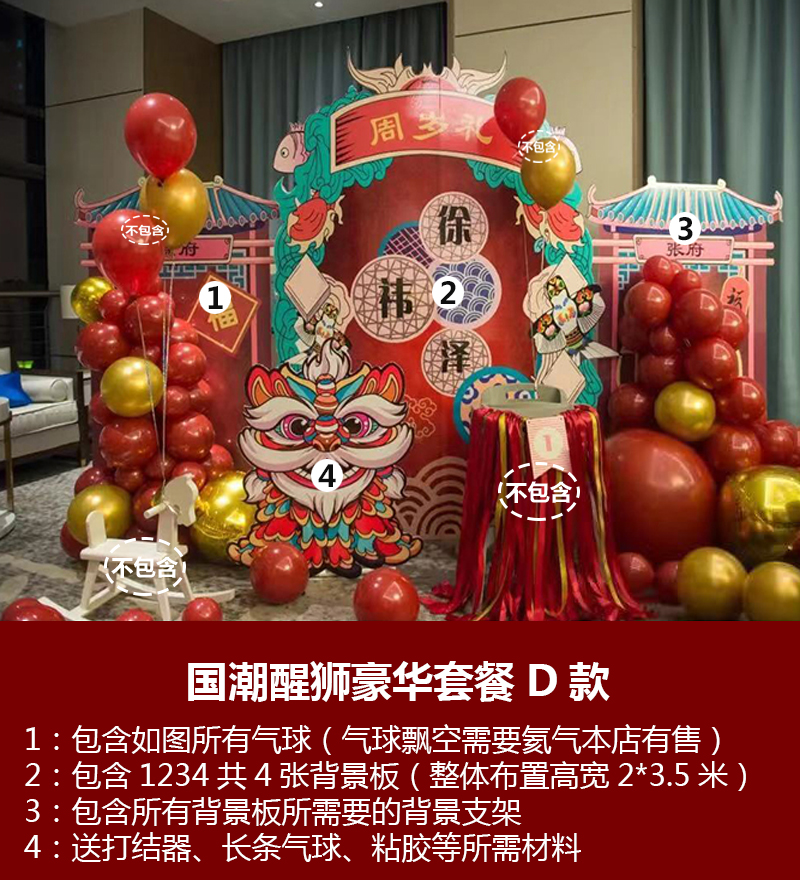 周岁礼
不包含
不包含
3
府
张府
徐
1
福
2
祎
板
泽
4
1
不包含
不包含
国潮醒狮豪华套餐 D 款
1：包含如图所有气球（气球飘空需要氦气本店有售）
2：包含 1234 共 4 张背景板（整体布置高宽 2*3.5 米）
3：包含所有背景板所需要的背景支架
4：送打结器、长条气球、粘胶等所需材料